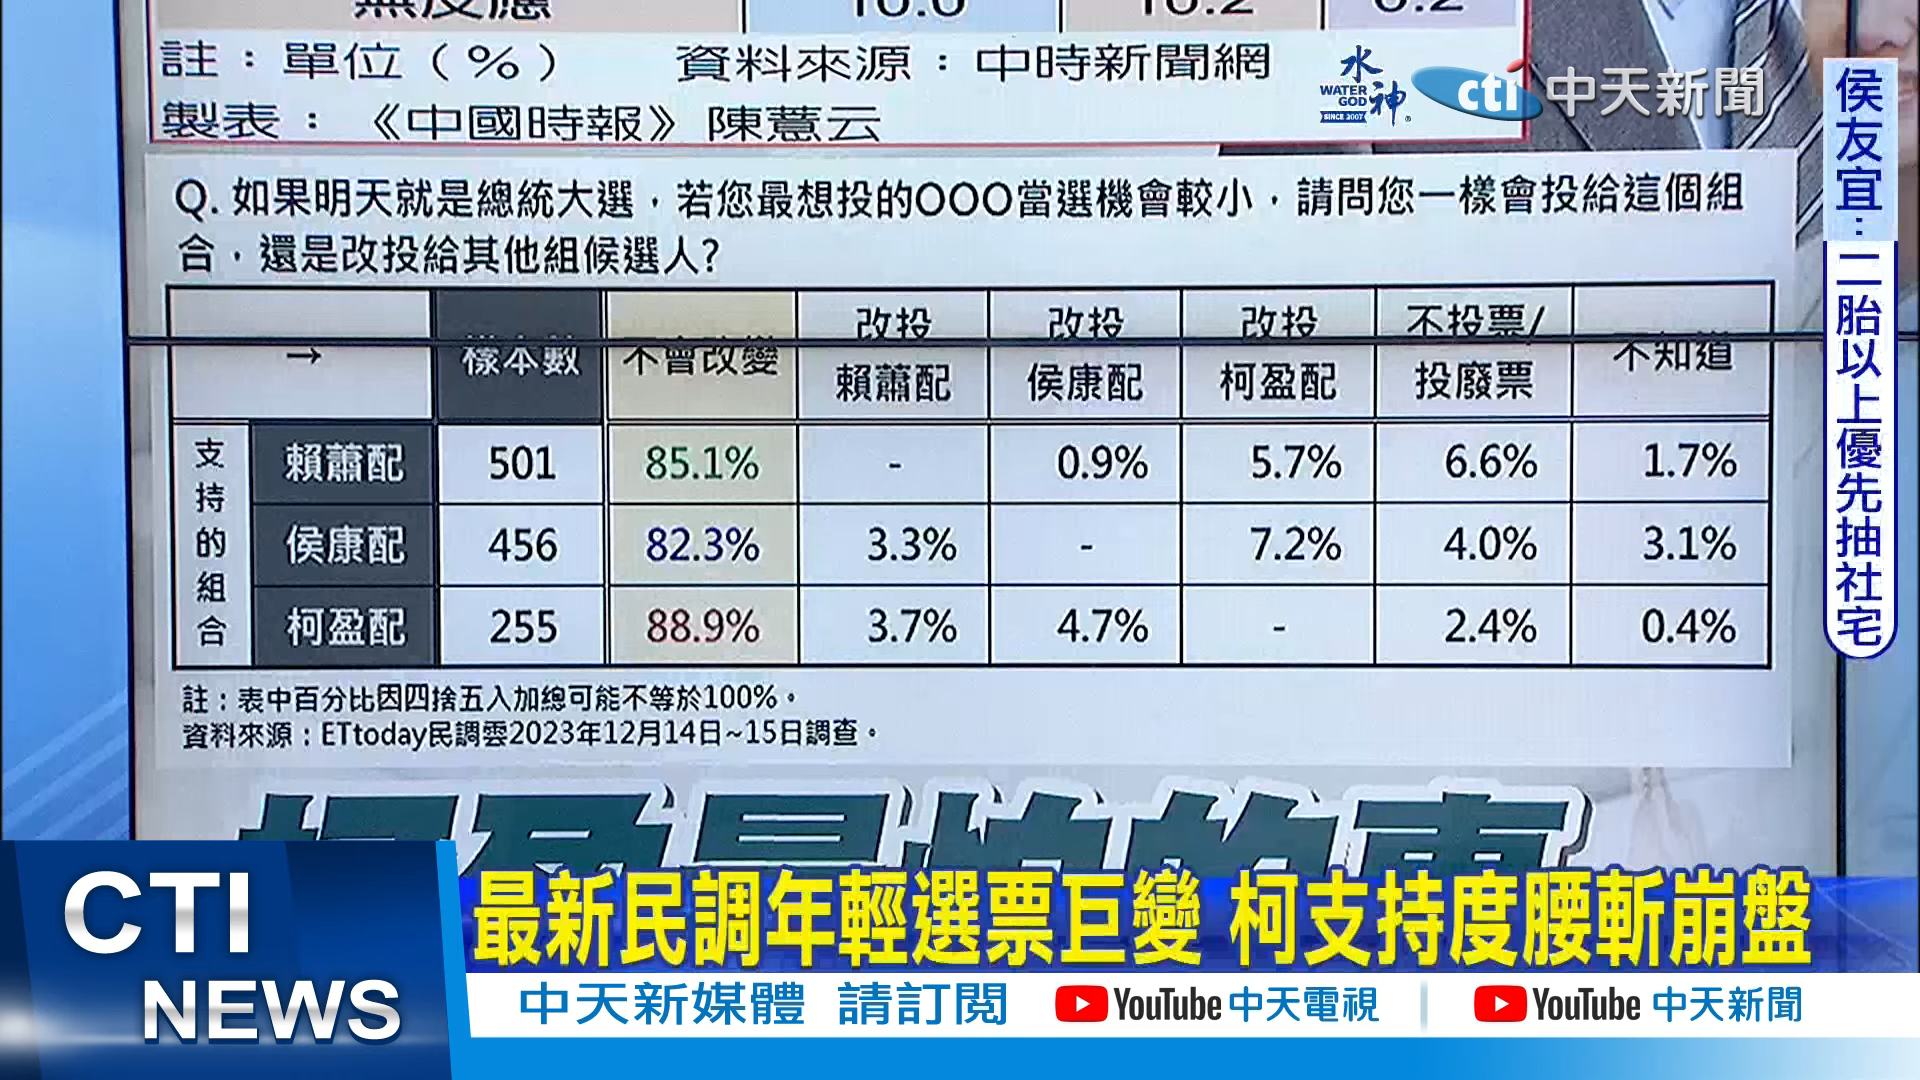 無反應 10.0 10.2 6.2
註：單位（%） 資料來源：中時新聞網
製表：《中國時報》陳薏云
水神
WATER GOD
SINCE 2007
cti 中天新聞
侯友宜：二胎以上優先抽社宅
Q. 如果明天就是總統大選，若您最想投的OOO當選機會較小，請問您一樣會投給這個組
合，還是改投給其他組候選人?
→ 樣本數 不會改變 改投賴蕭配 改投侯康配 改投柯盈配 不投票/投廢票 不知道
支持的組合
賴蕭配 501 85.1% - 0.9% 5.7% 6.6% 1.7%
侯康配 456 82.3% 3.3% - 7.2% 4.0% 3.1%
柯盈配 255 88.9% 3.7% 4.7% - 2.4% 0.4%
註：表中百分比因四捨五入加總可能不等於100%。
資料來源：ETtoday民調雲2023年12月14日~15日調查。
CTI NEWS
最新民調年輕選票巨變 柯支持度腰斬崩盤
中天新媒體 請訂閱 YouTube 中天電視 | YouTube 中天新聞